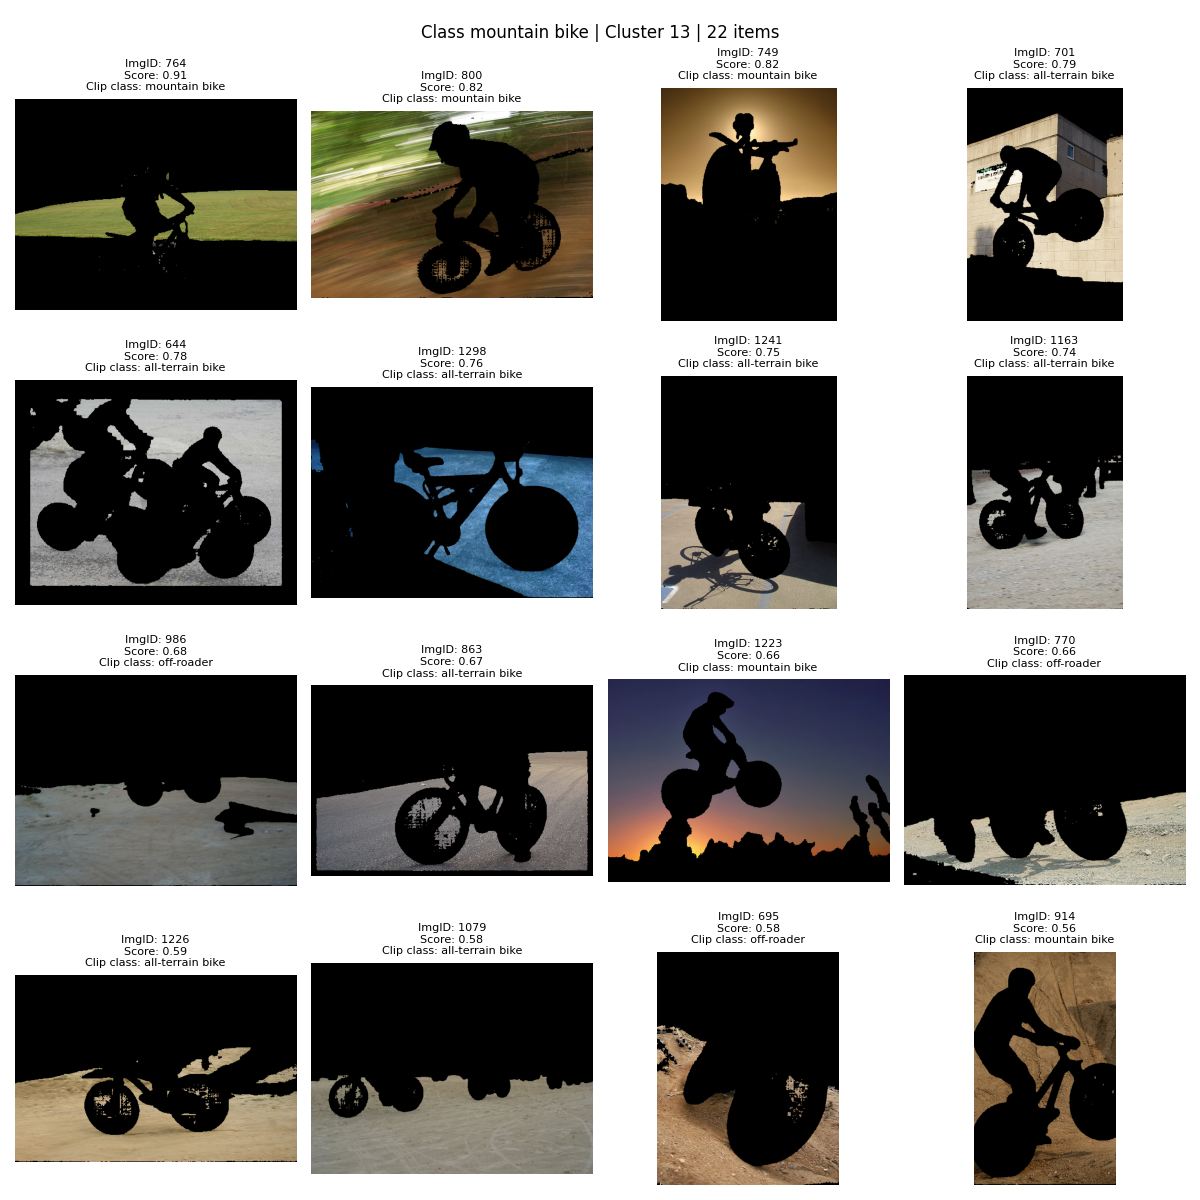 Class mountain bike | Cluster 13 | 22 items
ImgID: 764
Score: 0.91
Clip class: mountain bike
ImgID: 800
Score: 0.82
Clip class: mountain bike
ImgID: 749
Score: 0.82
Clip class: mountain bike
ImgID: 701
Score: 0.79
Clip class: all-terrain bike
ImgID: 644
Score: 0.78
Clip class: all-terrain bike
ImgID: 1298
Score: 0.76
Clip class: all-terrain bike
ImgID: 1241
Score: 0.75
Clip class: all-terrain bike
ImgID: 1163
Score: 0.74
Clip class: all-terrain bike
ImgID: 986
Score: 0.68
Clip class: off-roader
ImgID: 863
Score: 0.67
Clip class: all-terrain bike
ImgID: 1223
Score: 0.66
Clip class: mountain bike
ImgID: 770
Score: 0.66
Clip class: off-roader
ImgID: 1226
Score: 0.59
Clip class: all-terrain bike
ImgID: 1079
Score: 0.58
Clip class: all-terrain bike
ImgID: 695
Score: 0.58
Clip class: off-roader
ImgID: 914
Score: 0.56
Clip class: mountain bike